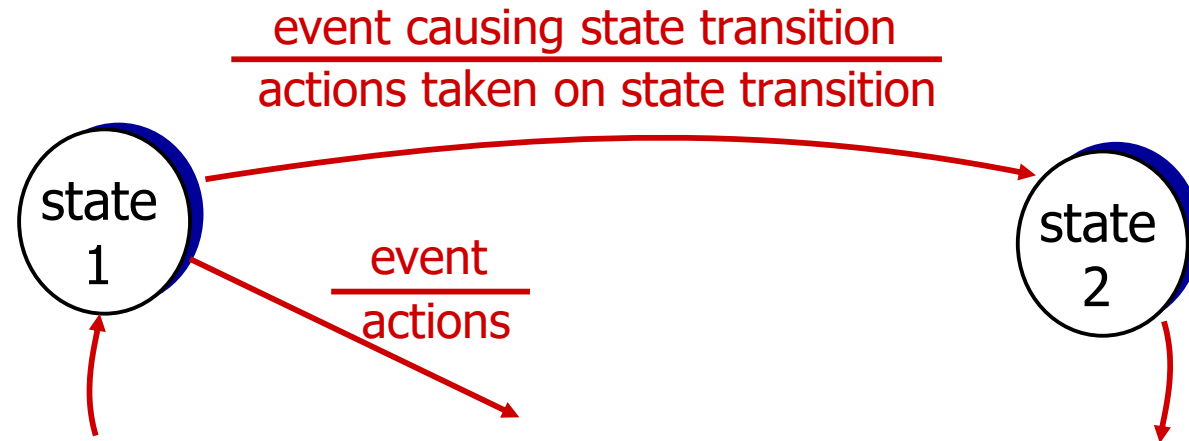 event causing state transition
actions taken on state transition
state
1
event
actions
state
2